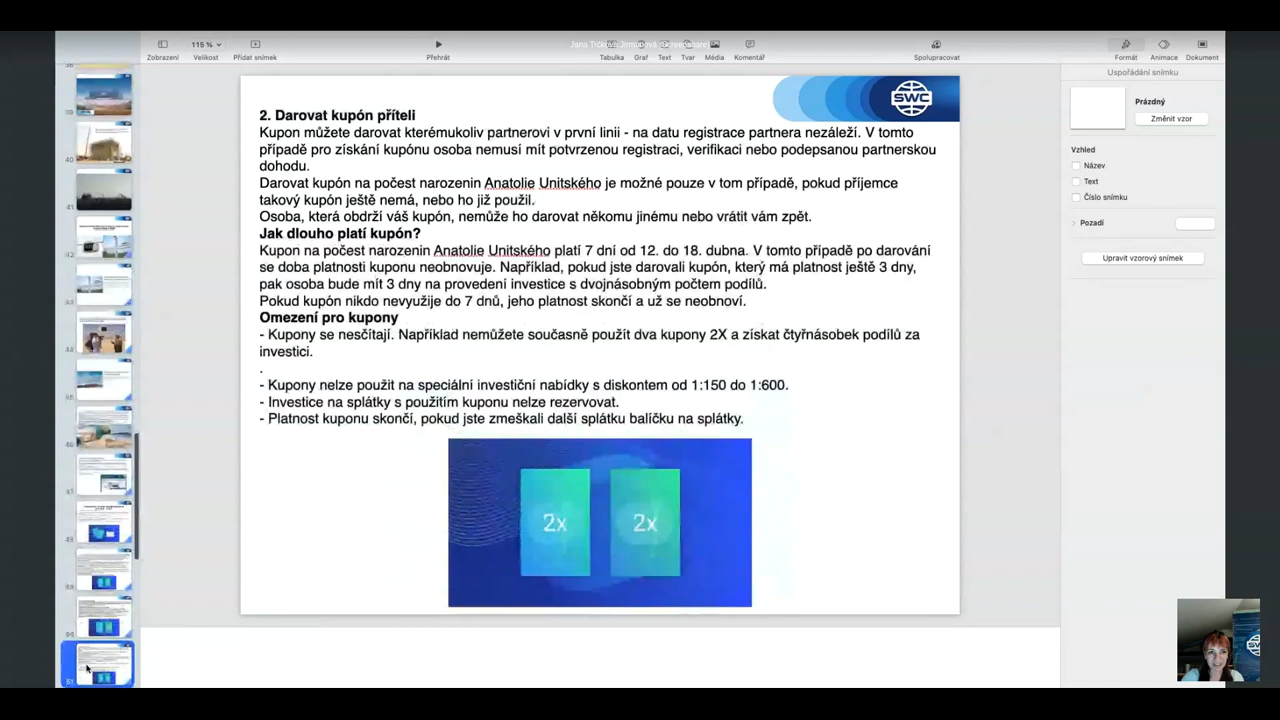 Jana Trčková Jirmusová (Screenshare)
115 %
Zobrazení
Velikost
Přidat snímek
Přehrát
Tabulka
Graf
Text
Tvar
Média
Komentář
Spolupracovat
Formát
Animace
Dokument
Uspořádání snímku
Prázdný
Změnit vzor
Vzhled
Název
Text
Číslo snímku
Pozadí
Upravit vzorový snímek
SWC
2. Darovat kupón příteli
Kupon můžete darovat kterémukoliv partnerovi v první linii - na datu registrace partnera nezáleží. V tomto
případě pro získání kupónu osoba nemusí mít potvrzenou registraci, verifikaci nebo podepsanou partnerskou
dohodu.
Darovat kupón na počest narozenin Anatolie Unitského je možné pouze v tom případě, pokud příjemce
takový kupón ještě nemá, nebo ho již použil.
Osoba, která obdrží váš kupón, nemůže ho darovat někomu jinému nebo vrátit vám zpět.
Jak dlouho platí kupón?
Kupon na počest narozenin Anatolie Unitského platí 7 dní od 12. do 18. dubna. V tomto případě po darování
se doba platnosti kuponu neobnovuje. Například, pokud jste darovali kupón, který má platnost ještě 3 dny,
pak osoba bude mít 3 dny na provedení investice s dvojnásobným počtem podílů.
Pokud kupón nikdo nevyužije do 7 dnů, jeho platnost skončí a už se neobnoví.
Omezení pro kupony
- Kupony se nesčítají. Například nemůžete současně použít dva kupony 2X a získat čtyřnásobek podílů za
investici.
.
- Kupony nelze použit na speciální investiční nabídky s diskontem od 1:150 do 1:600.
- Investice na splátky s použitím kuponu nelze rezervovat.
- Platnost kuponu skončí, pokud jste zmeškali další splátku balíčku na splátky.
2x
2x
39
40
41